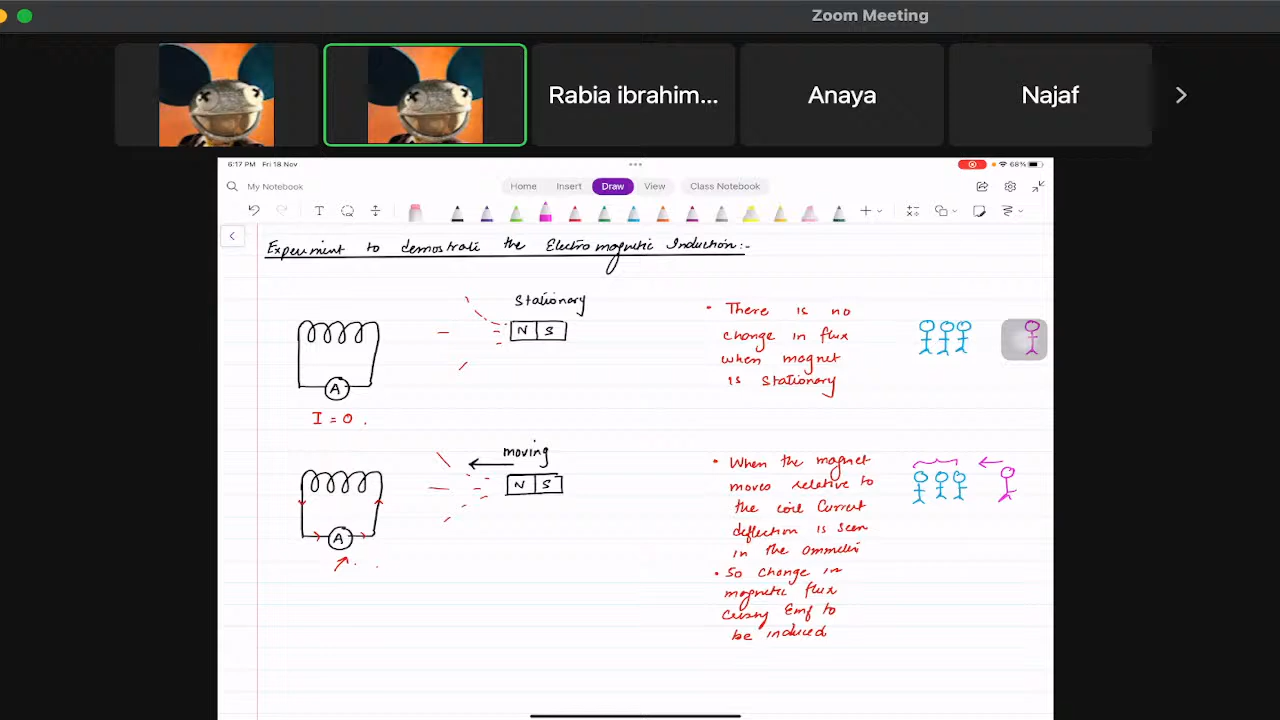 Zoom Meeting
Rabia ibrahim...
Anaya
Najaf
6:17 PM Fri 18 Nov
68%
My Notebook
Home Insert Draw View Class Notebook
Experiment to demostrate the Electromagnetic Induction:-
Stationary
N S
A
I = 0 .
• There is no
change in flux
when magnet
is stationary
moving
N S
A
• When the magnet
moves relative to
the coil Current
deflection is seen
in the
• So change in
magnetic flux
Emf to
be induced